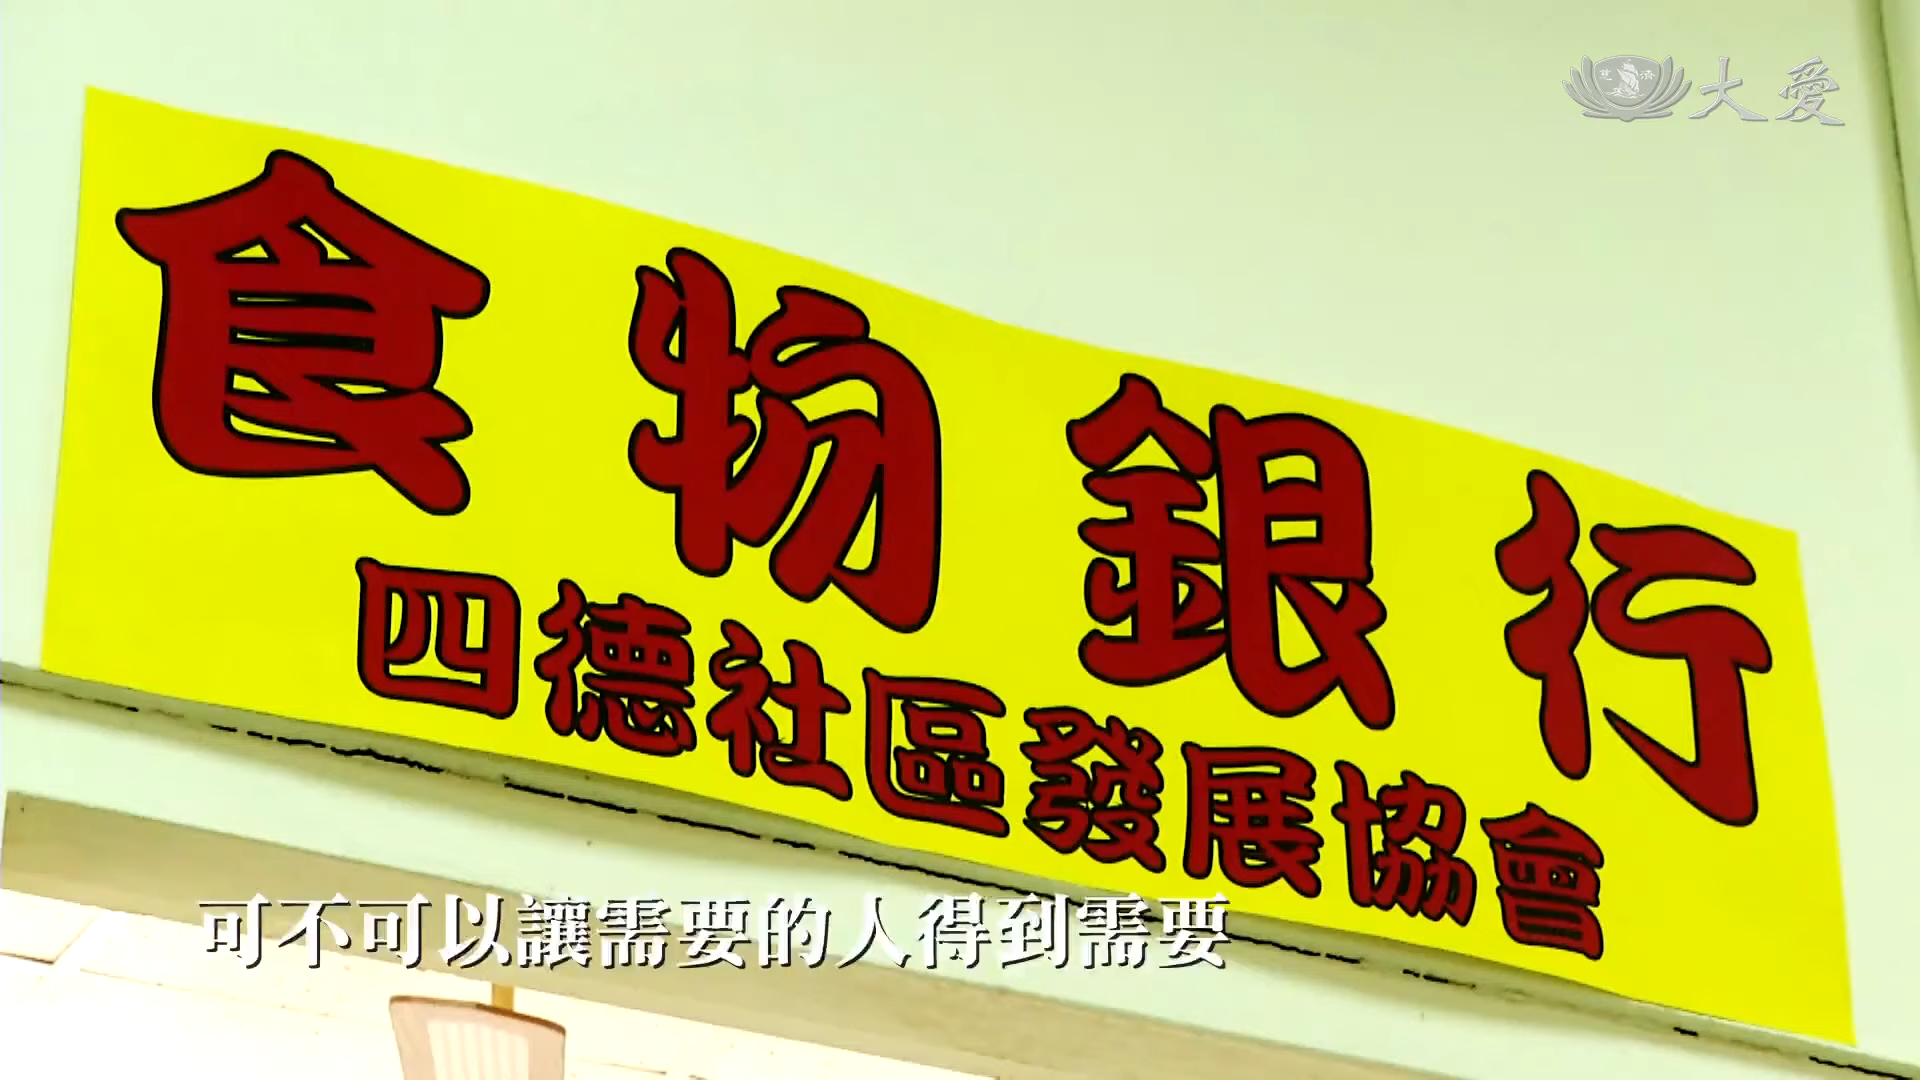 大愛
食物銀行
四德社區發展協會
可不可以讓需要的人得到需要